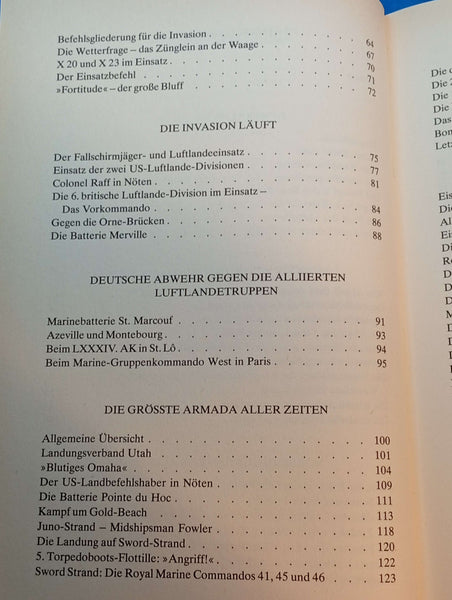 Befehlsgliederung für die Invasion . . . . . . . . . 64
Die Wetterfrage – das Zünglein an der Waage . . . . . . 67
X 20 und X 23 im Einsatz . . . . . . . . . . . 70
Der Einsatzbefehl . . . . . . . . . . . . . 71
»Fortitude« – der große Bluff . . . . . . . . . . 72
DIE INVASION LÄUFT
Der Fallschirmjäger- und Luftlandeeinsatz . . . . . . . 75
Einsatz der zwei US-Luftlande-Divisionen . . . . . . . 77
Colonel Raff in Nöten . . . . . . . . . . . . 81
Die 6. britische Luftlande-Division im Einsatz –
Das Vorkommando . . . . . . . . . . . . 84
Gegen die Orne-Brücken . . . . . . . . . . . 86
Die Batterie Merville . . . . . . . . . . . . 88
DEUTSCHE ABWEHR GEGEN DIE ALLIIERTEN
LUFTLANDETRUPPEN
Marinebatterie St. Marcouf . . . . . . . . . . . 91
Azeville und Montebourg . . . . . . . . . . . 93
Beim LXXXIV. AK in St. Lô . . . . . . . . . . 94
Beim Marine-Gruppenkommando West in Paris . . . . . . 95
DIE GRÖSSTE ARMADA ALLER ZEITEN
Allgemeine Übersicht . . . . . . . . . . . . 100
Landungsverband Utah . . . . . . . . . . . . 101
»Blutiges Omaha« . . . . . . . . . . . . . 104
Der US-Landbefehlshaber in Nöten . . . . . . . . . 109
Die Batterie Pointe du Hoc . . . . . . . . . . . 111
Kampf um Gold-Beach . . . . . . . . . . . . 113
Juno-Strand – Midshipsman Fowler . . . . . . . . . 118
Die Landung auf Sword-Strand . . . . . . . . . . 120
5. Torpedoboots-Flottille: »Angriff!« . . . . . . . . . 122
Sword Strand: Die Royal Marine Commandos 41, 45 und 46 . . . 123